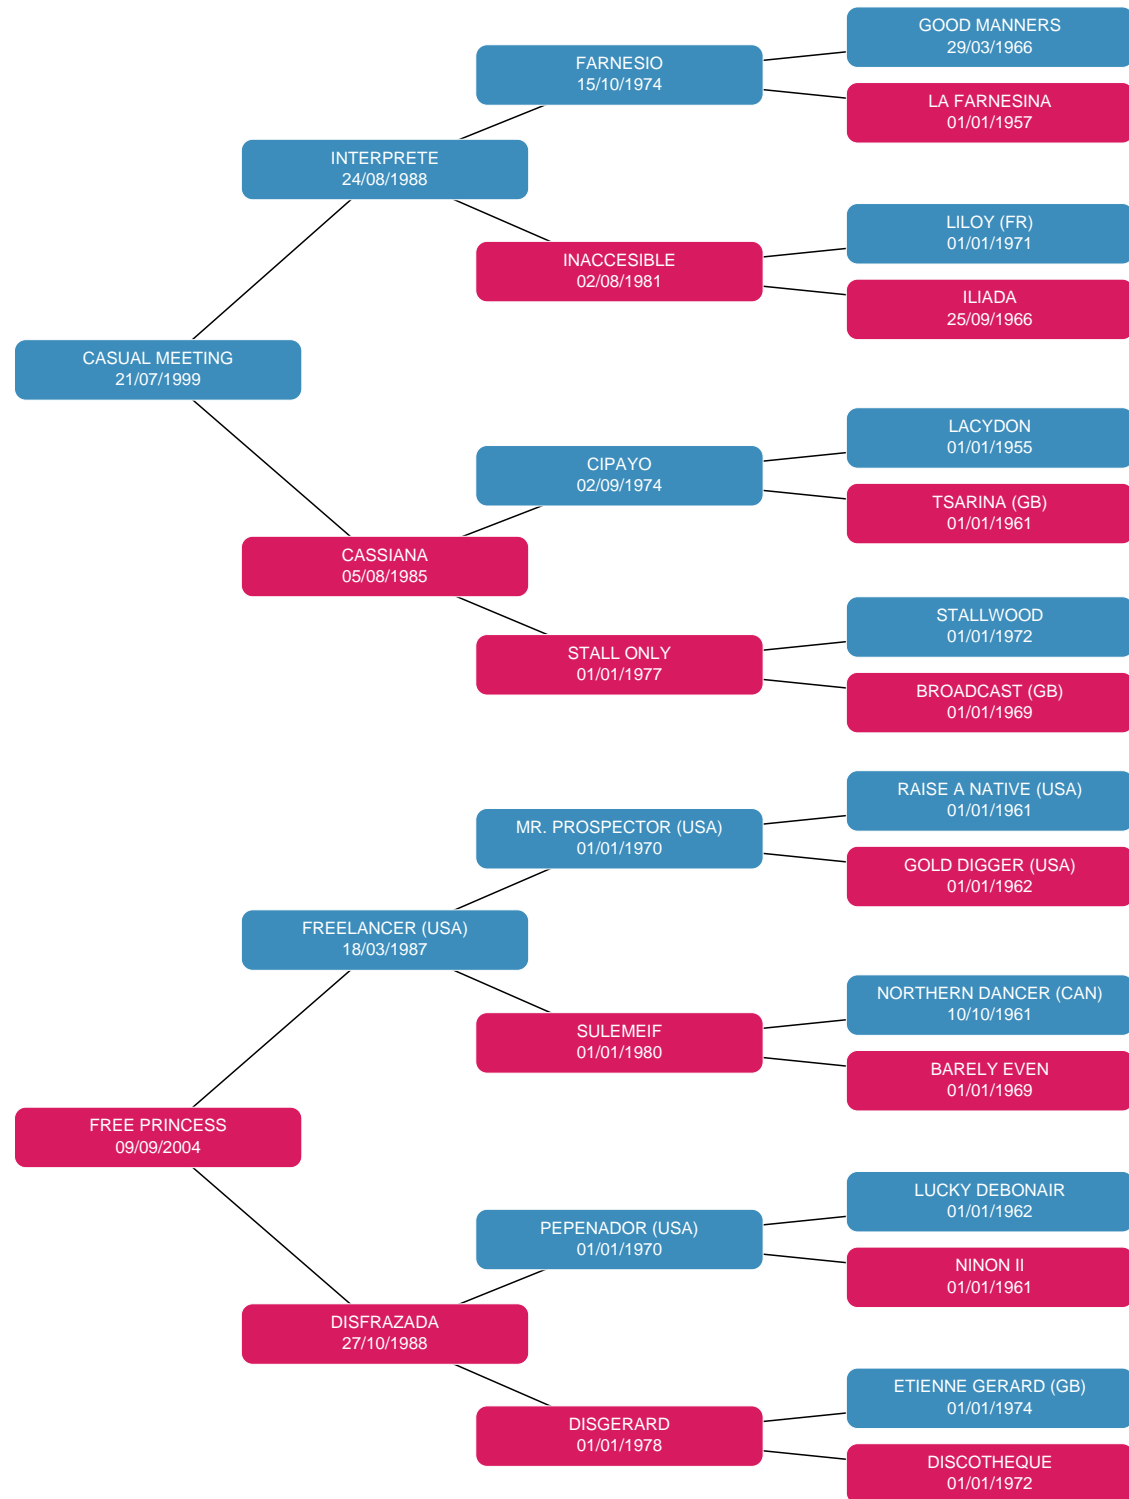 GOOD MANNERS
29/03/1966
FARNESIO
15/10/1974
LA FARNESINA
01/01/1957
INTERPRETE
24/08/1988
LILOY (FR)
01/01/1971
INACCESIBLE
02/08/1981
ILIADA
25/09/1966
CASUAL MEETING
21/07/1999
LACYDON
01/01/1955
CIPAYO
02/09/1974
TSARINA (GB)
01/01/1961
CASSIANA
05/08/1985
STALLWOOD
01/01/1972
STALL ONLY
01/01/1977
BROADCAST (GB)
01/01/1969
RAISE A NATIVE (USA)
01/01/1961
MR. PROSPECTOR (USA)
01/01/1970
GOLD DIGGER (USA)
01/01/1962
FREELANCER (USA)
18/03/1987
NORTHERN DANCER (CAN)
10/10/1961
SULEMEIF
01/01/1980
BARELY EVEN
01/01/1969
FREE PRINCESS
09/09/2004
LUCKY DEBONAIR
01/01/1962
PEPENADOR (USA)
01/01/1970
NINON II
01/01/1961
DISFRAZADA
27/10/1988
ETIENNE GERARD (GB)
01/01/1974
DISGERARD
01/01/1978
DISCOTHEQUE
01/01/1972